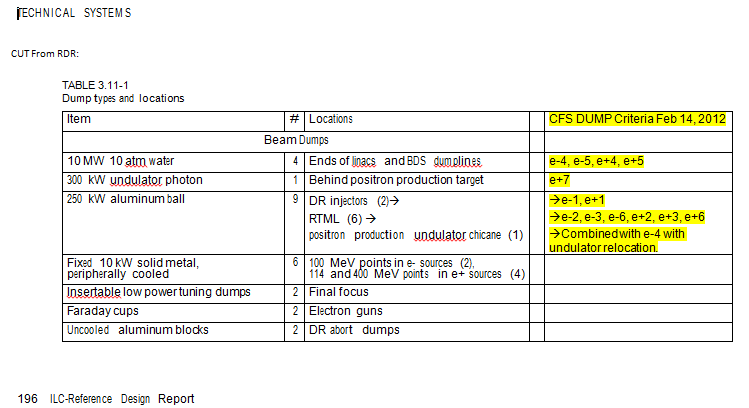 TECHNICAL SYSTEMS
CUT From RDR:
TABLE 3.11-1
Dump types and locations
Item # Locations CFS DUMP Criteria Feb 14, 2012
Beam Dumps
10 MW 10 atm water 4 Ends of linacs and BDS dumplines e-4, e-5, e+4, e+5
300 kW undulator photon 1 Behind positron production target e+7
250 kW aluminum ball 9 DR injectors (2)→ →e-1, e+1
RTML (6) → →e-2, e-3, e-6, e+2, e+3, e+6
positron production undulator chicane (1) →Combined with e-4 with
undulator relocation.
Fixed 10 kW solid metal, 6 100 MeV points in e- sources (2),
peripherally cooled 114 and 400 MeV points in e+ sources (4)
Insertable low power tuning dumps 2 Final focus
Faraday cups 2 Electron guns
Uncooled aluminum blocks 2 DR abort dumps
196 ILC-Reference Design Report